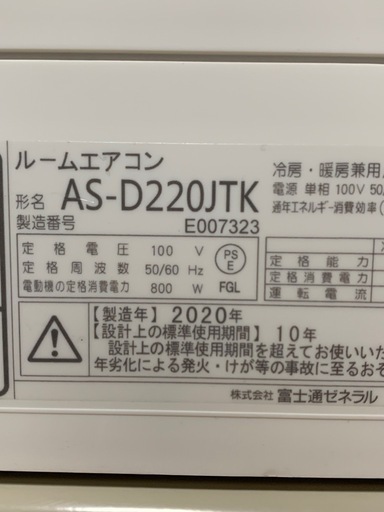 ルームエアコン
冷房・暖房兼用
形名 AS-D220JTK
電源 単相 100V 50
製造番号 E007323
通年エネルギー消費効率(
定格電圧 100 V
定格周波数 50/60 Hz
電動機の定格消費電力 800 W
PS
E
FGL
定格能力
定格消費電力
運転電流
【製造年】2020年
【設計上の標準使用期間】10年
設計上の標準使用期間を超えてお使いいた
年劣化による発火・けが等の事故に至るおそ
株式会社 富士通ゼネラル